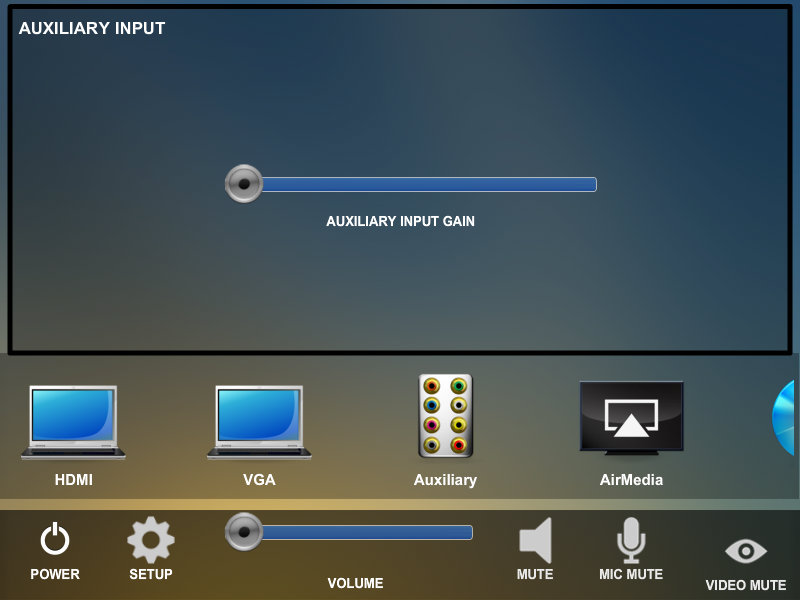 AUXILIARY INPUT
AUXILIARY INPUT GAIN
HDMI
VGA
Auxiliary
AirMedia
POWER
SETUP
VOLUME
MUTE
MIC MUTE
VIDEO MUTE